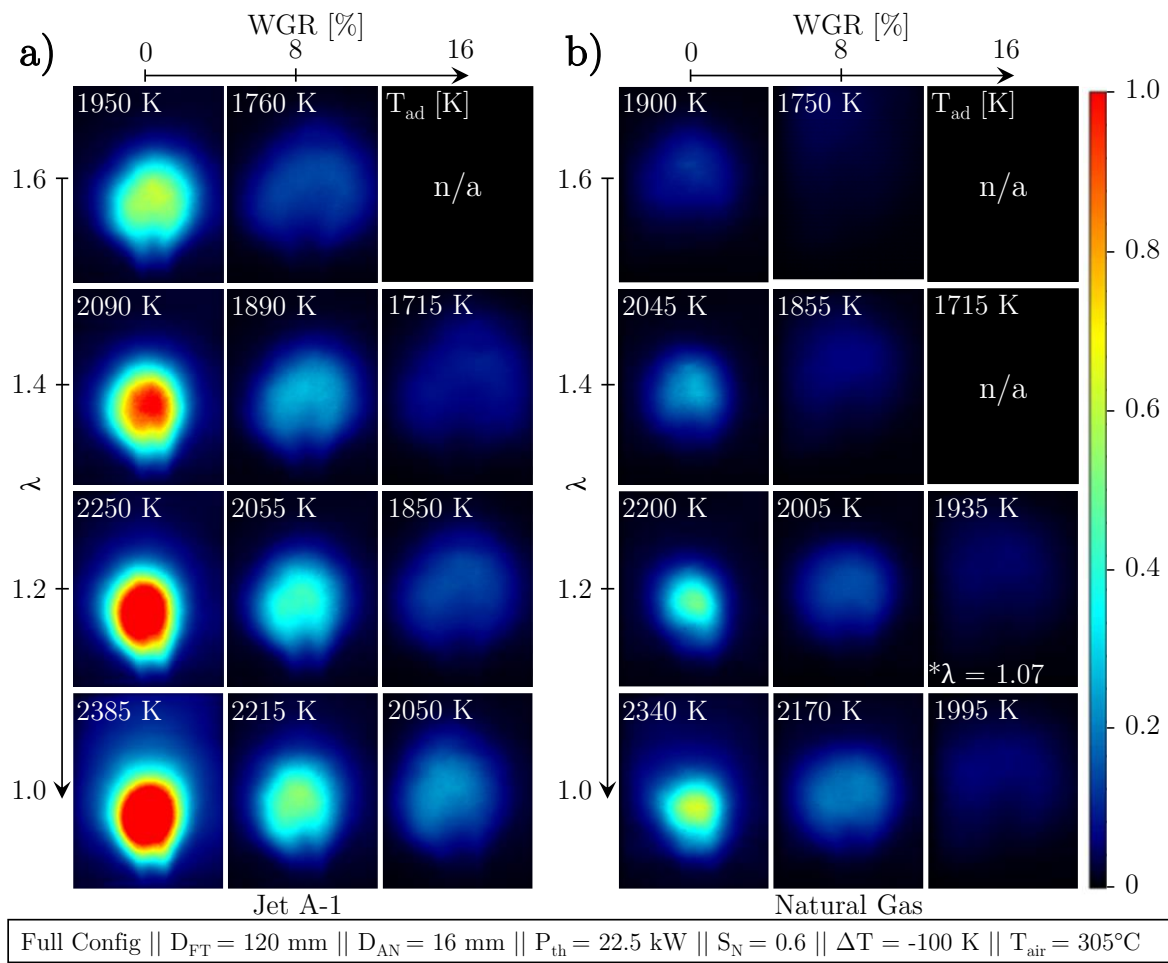 WGR [%]
WGR [%]
a)
0
8
16
b)
0
8
16
1950 K
1760 K
T_ad [K]
1900 K
1750 K
T_ad [K]
1.0
1.6
n/a
1.6
n/a
0.8
2090 K
1890 K
1715 K
2045 K
1855 K
1715 K
1.4
1.4
n/a
0.6
λ
λ
2250 K
2055 K
1850 K
2200 K
2005 K
1935 K
0.4
1.2
1.2
*λ = 1.07
2385 K
2215 K
2050 K
2340 K
2170 K
1995 K
0.2
1.0
1.0
0
Jet A-1
Natural Gas
Full Config || D_FT = 120 mm || D_AN = 16 mm || P_th = 22.5 kW || S_N = 0.6 || ΔT = -100 K || T_air = 305°C